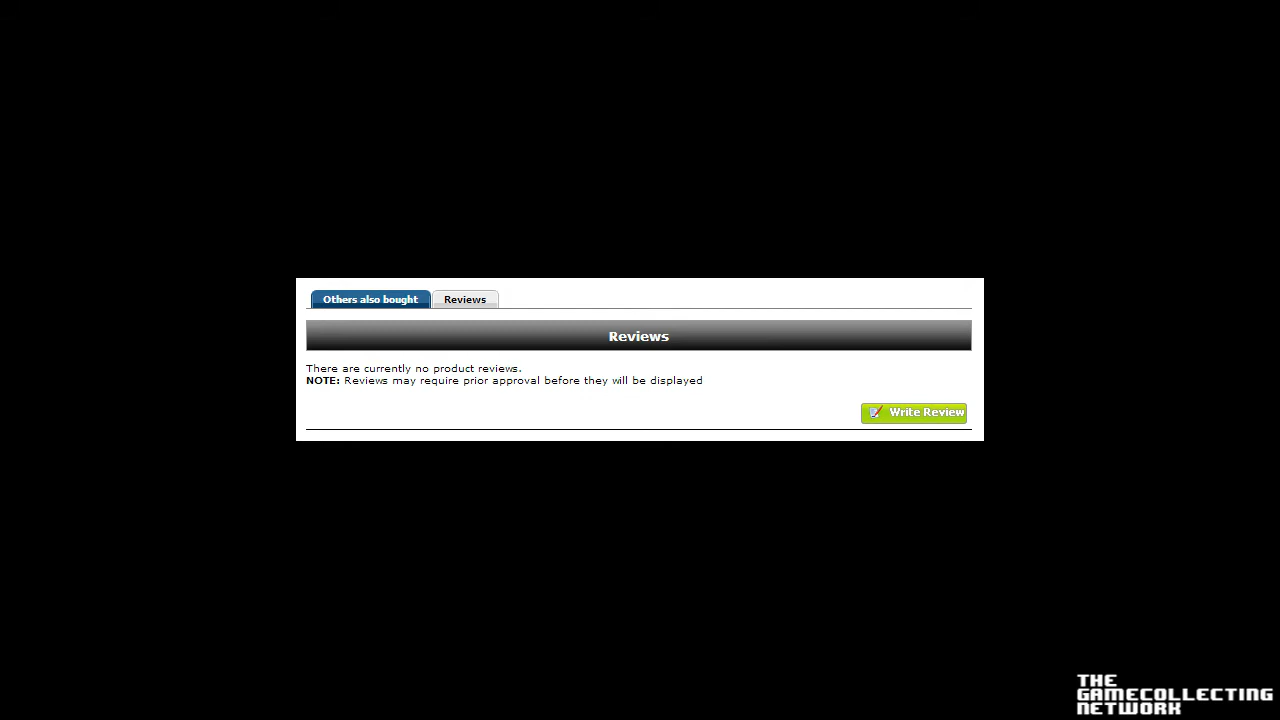 Others also bought
Reviews
Reviews
There are currently no product reviews.
NOTE: Reviews may require prior approval before they will be displayed
Write Review
THE
GAMECOLLECTING
NETWORK